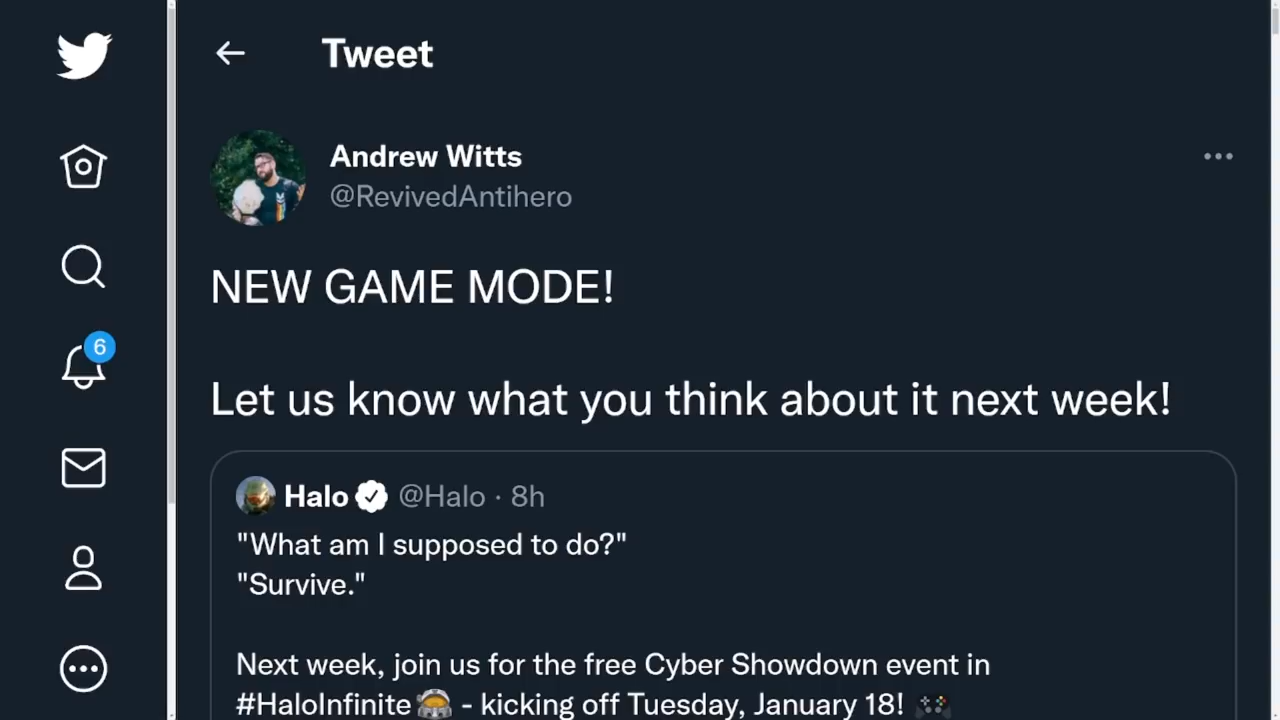 Tweet
Andrew Witts
@RevivedAntihero
NEW GAME MODE!
6
Let us know what you think about it next week!
Halo @Halo · 8h
"What am I supposed to do?"
"Survive."
Next week, join us for the free Cyber Showdown event in
#HaloInfinite - kicking off Tuesday, January 18!